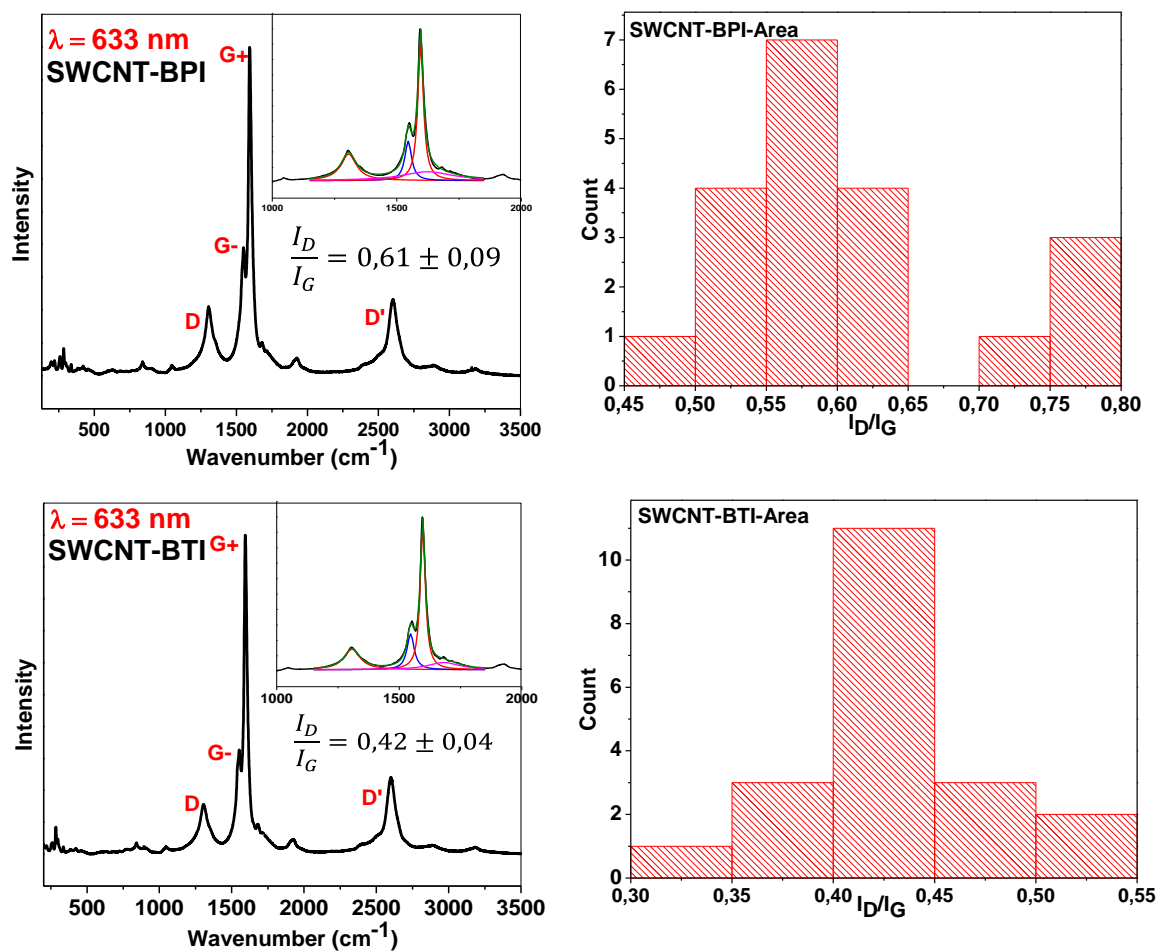 λ = 633 nm
SWCNT-BPI
G+
G-
D
D'
1000 1500 2000
I_D/I_G = 0,61 ± 0,09
Intensity
500 1000 1500 2000 2500 3000 3500
Wavenumber (cm⁻¹)
SWCNT-BPI-Area
7
6
5
4
3
2
1
0
Count
0,45 0,50 0,55 0,60 0,65 0,70 0,75 0,80
I_D/I_G
λ = 633 nm
SWCNT-BTI
G+
G-
D
D'
1000 1500 2000
I_D/I_G = 0,42 ± 0,04
Intensity
500 1000 1500 2000 2500 3000 3500
Wavenumber (cm⁻¹)
SWCNT-BTI-Area
10
8
6
4
2
0
Count
0,30 0,35 0,40 0,45 0,50 0,55
I_D/I_G